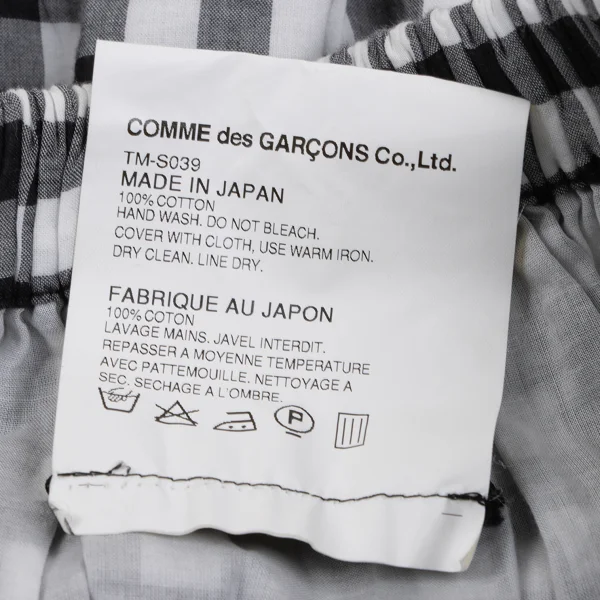 COMME des GARÇONS Co.,Ltd.
TM-S039
MADE IN JAPAN
100% COTTON
HAND WASH. DO NOT BLEACH.
COVER WITH CLOTH, USE WARM IRON.
DRY CLEAN. LINE DRY.
FABRIQUE AU JAPON
100% COTON
LAVAGE MAINS. JAVEL INTERDIT.
REPASSER A MOYENNE TEMPERATURE
AVEC PATTEMOUILLE. NETTOYAGE A
SEC. SECHAGE A L'OMBRE.
P